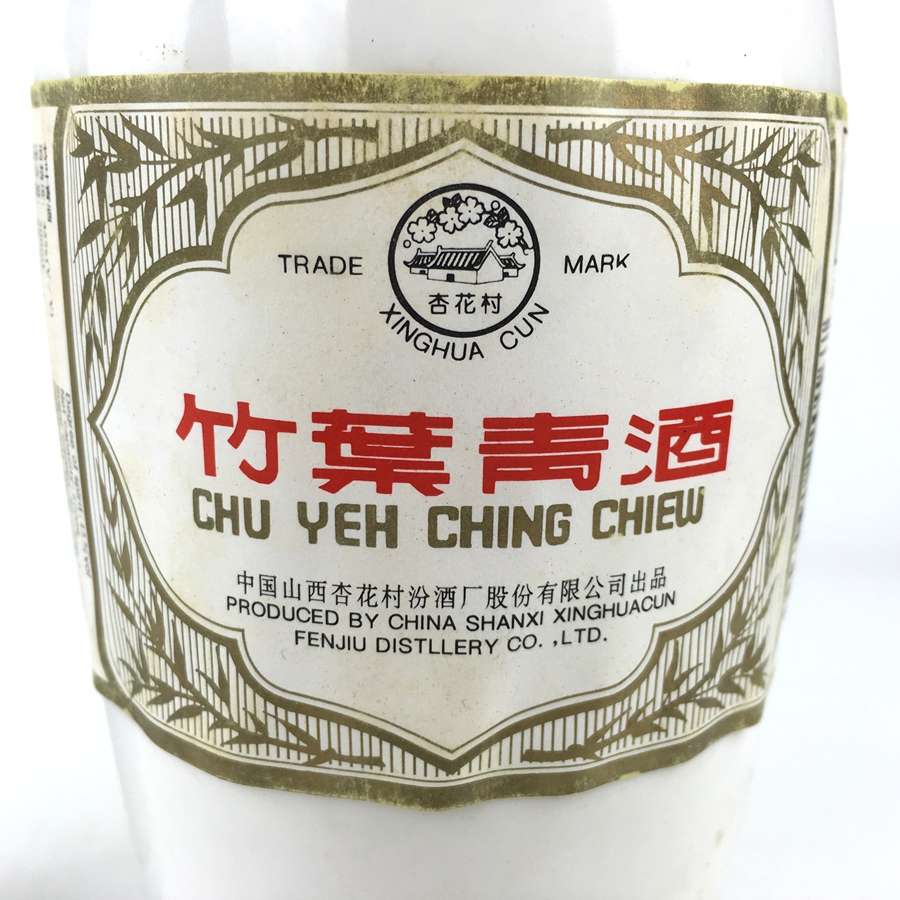 TRADE MARK
杏花村
XINGHUA CUN
竹葉青酒
CHU YEH CHING CHIEW
中国山西杏花村汾酒厂股份有限公司出品
PRODUCED BY CHINA SHANXI XINGHUACUN
FENJIU DISTLLERY CO. ,LTD.